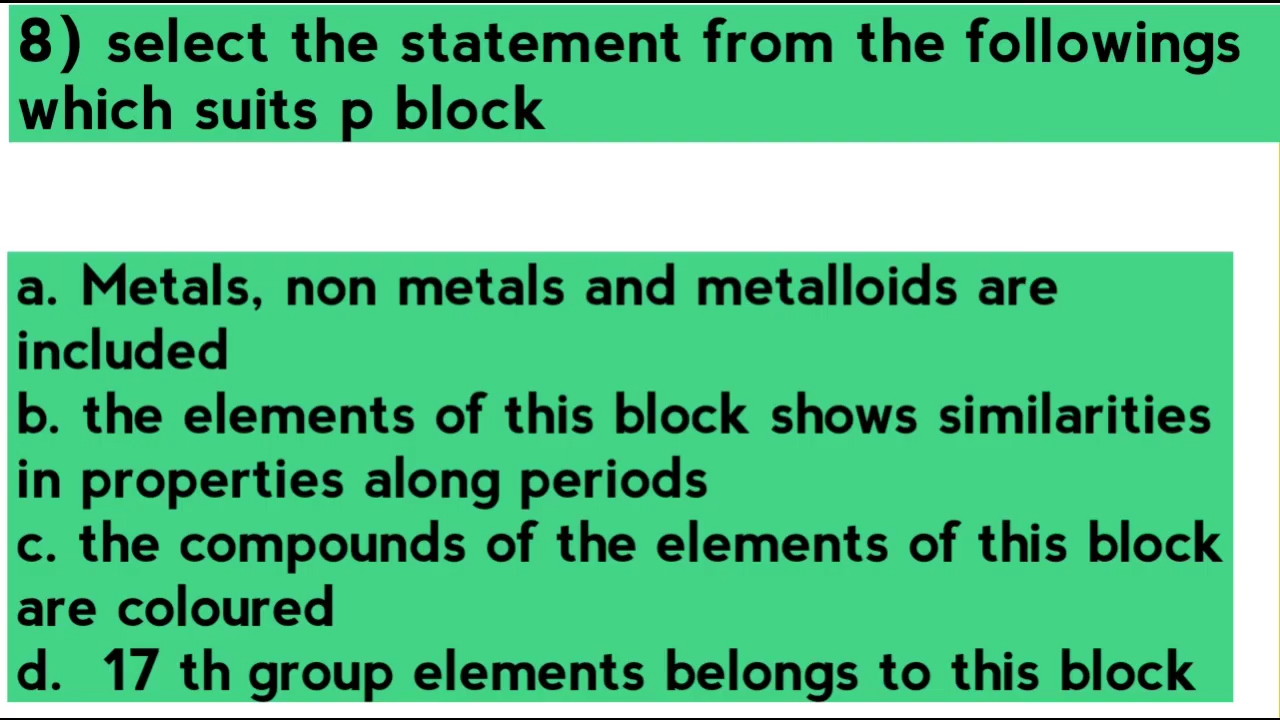 8) select the statement from the followings
which suits p block
a. Metals, non metals and metalloids are
included
b. the elements of this block shows similarities
in properties along periods
c. the compounds of the elements of this block
are coloured
d. 17 th group elements belongs to this block